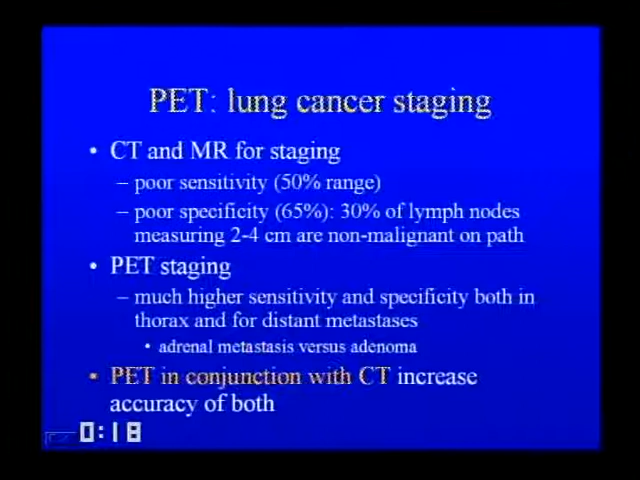 PET: lung cancer staging
• CT and MR for staging
– poor sensitivity (50% range)
– poor specificity (65%): 30% of lymph nodes
measuring 2-4 cm are non-malignant on path
• PET staging
– much higher sensitivity and specificity both in
thorax and for distant metastases
• adrenal metastasis versus adenoma
• PET in conjunction with CT increase
accuracy of both
0:18